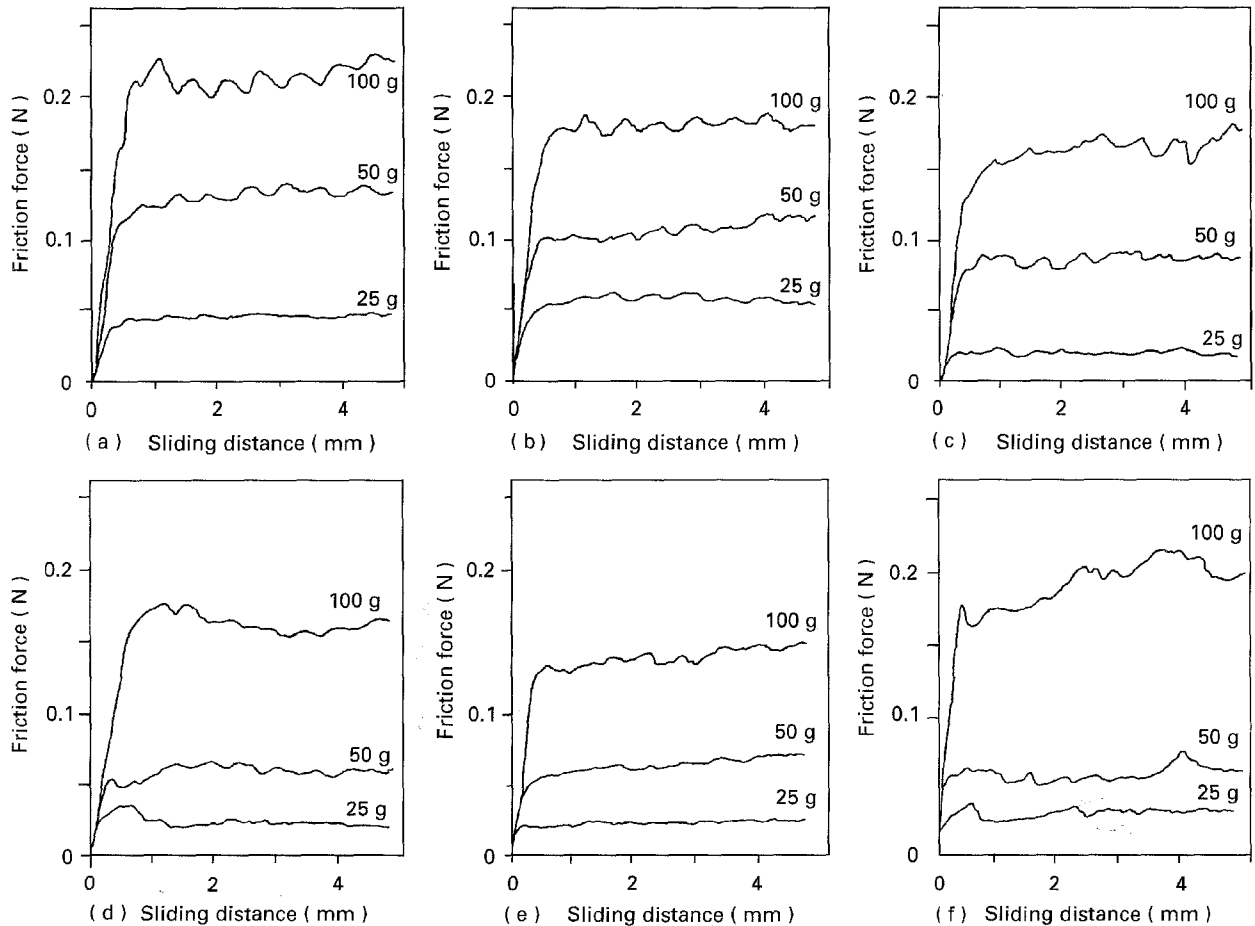 100 g
0.2
50 g
0.1
25 g
0
0 2 4
Friction force ( N )
( a ) Sliding distance ( mm )
100 g
0.2
50 g
0.1
25 g
0
0 2 4
Friction force ( N )
( b ) Sliding distance ( mm )
100 g
0.2
50 g
0.1
25 g
0
0 2 4
Friction force ( N )
( c ) Sliding distance ( mm )
0.2
100 g
0.1
50 g
25 g
0
0 2 4
Friction force ( N )
( d ) Sliding distance ( mm )
0.2
100 g
0.1
50 g
25 g
0
0 2 4
Friction force ( N )
( e ) Sliding distance ( mm )
100 g
0.2
0.1
50 g
25 g
0
0 2 4
Friction force ( N )
( f ) Sliding distance ( mm )